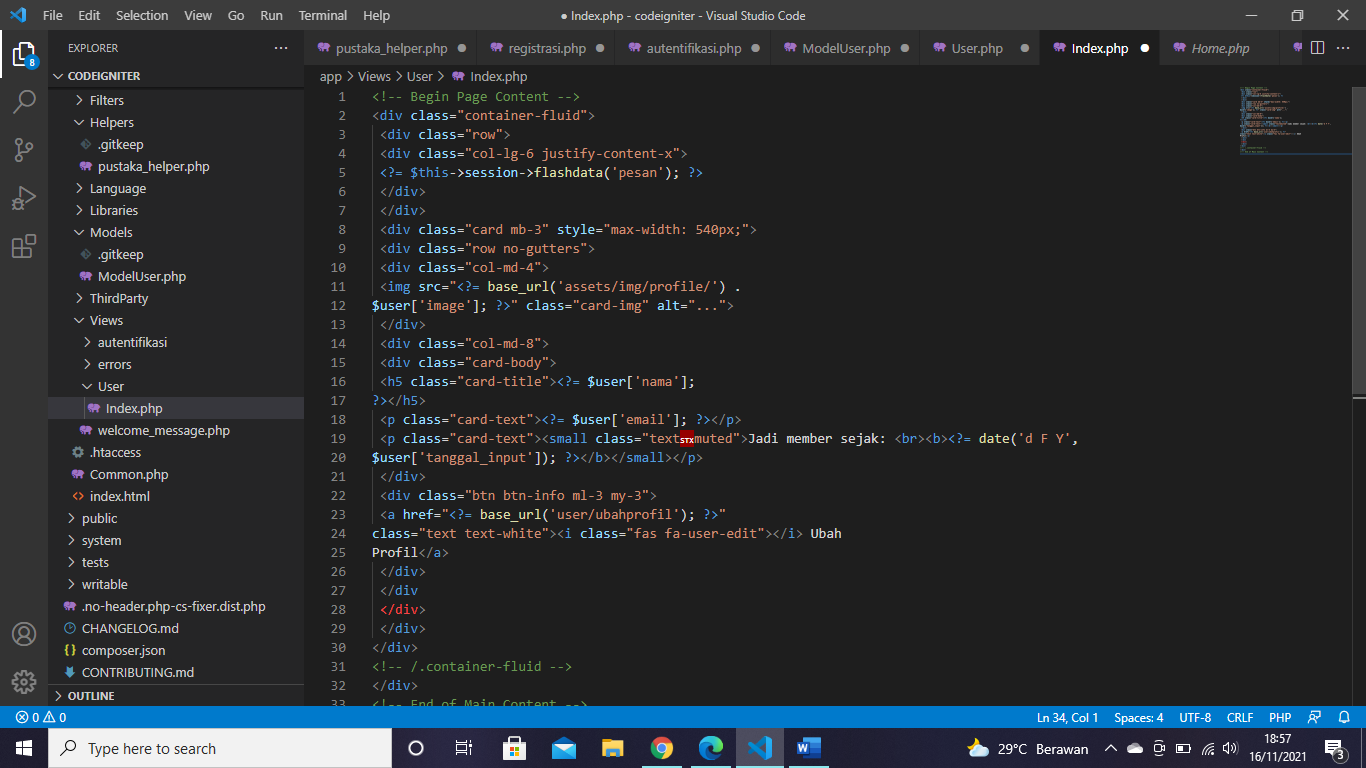 File Edit Selection View Go Run Terminal Help
● Index.php - codeigniter - Visual Studio Code
EXPLORER
pustaka_helper.php registrasi.php autentifikasi.php ModelUser.php User.php Index.php Home.php
8
CODEIGNITER
Filters
Helpers
.gitkeep
pustaka_helper.php
Language
Libraries
Models
.gitkeep
ModelUser.php
ThirdParty
Views
autentifikasi
errors
User
Index.php
welcome_message.php
.htaccess
Common.php
index.html
public
system
tests
writable
.no-header.php-cs-fixer.dist.php
CHANGELOG.md
composer.json
CONTRIBUTING.md
OUTLINE
app > Views > User > Index.php
1 <!-- Begin Page Content -->
2 <div class="container-fluid">
3 <div class="row">
4 <div class="col-lg-6 justify-content-x">
5 <?= $this->session->flashdata('pesan'); ?>
6 </div>
7 </div>
8 <div class="card mb-3" style="max-width: 540px;">
9 <div class="row no-gutters">
10 <div class="col-md-4">
11 <img src="<?= base_url('assets/img/profile/') .
12 $user['image']; ?>" class="card-img" alt="...">
13 </div>
14 <div class="col-md-8">
15 <div class="card-body">
16 <h5 class="card-title"><?= $user['nama'];
17 ?></h5>
18 <p class="card-text"><?= $user['email']; ?></p>
19 <p class="card-text"><small class="textSTXmuted">Jadi member sejak: <br><b><?= date('d F Y',
20 $user['tanggal_input']); ?></b></small></p>
21 </div>
22 <div class="btn btn-info ml-3 my-3">
23 <a href="<?= base_url('user/ubahprofil'); ?>"
24 class="text text-white"><i class="fas fa-user-edit"></i> Ubah
25 Profil</a>
26 </div>
27 </div
28 </div>
29 </div>
30 </div>
31 <!-- /.container-fluid -->
32 </div>
33 <!-- End of Main Content -->
0 0
Ln 34, Col 1 Spaces: 4 UTF-8 CRLF PHP
Type here to search
29°C Berawan
18:57
16/11/2021
3